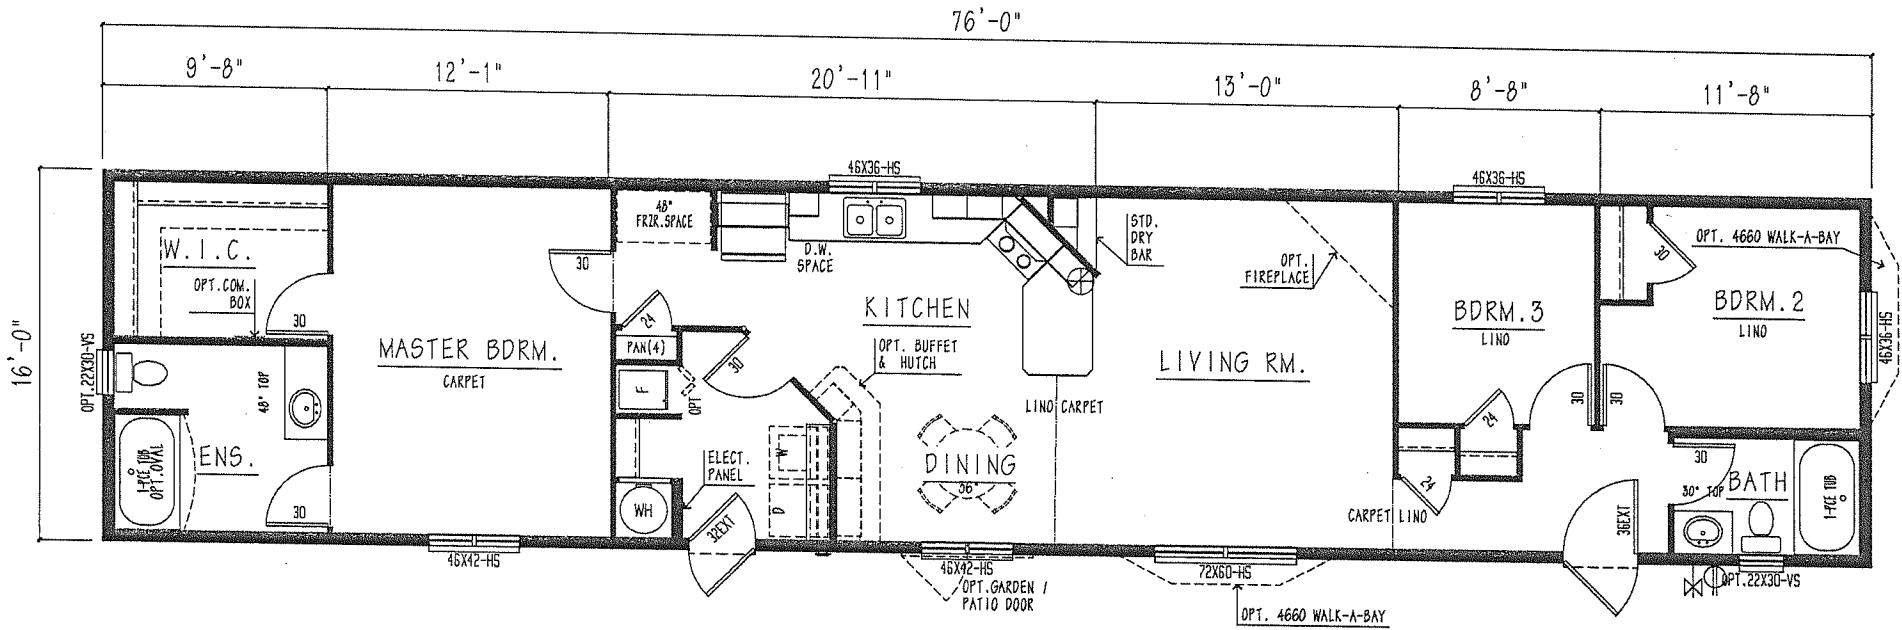 76'-0"
9'-8"
12'-1"
20'-11"
13'-0"
8'-8"
11'-8"
16'-0"
46X36-HS
46X36-HS
48"
FRZR.SPACE
D.W.
SPACE
STD.
DRY
BAR
OPT.
FIREPLACE
OPT. 4660 WALK-A-BAY
W.I.C.
OPT.COM.
BOX
30
30
30
30
24
PAN(4)
30
KITCHEN
OPT. BUFFET
& HUTCH
BDRM.3
LINO
BDRM.2
LINO
46X36-HS
MASTER BDRM.
CARPET
LIVING RM.
OPT.22X30-VS
48" TOP
F
OPT
LINO CARPET
24
30
30
ENS.
1-PCE TUB
OPT.OVAL
30
ELECT.
PANEL
W
D
WH
32EXT
DINING
36"
24
CARPET LINO
36EXT
30
30" TOP
BATH
1-PCE TUB
46X42-HS
46X42-HS
OPT.GARDEN /
PATIO DOOR
72X60-HS
OPT. 4660 WALK-A-BAY
OPT.22X30-VS